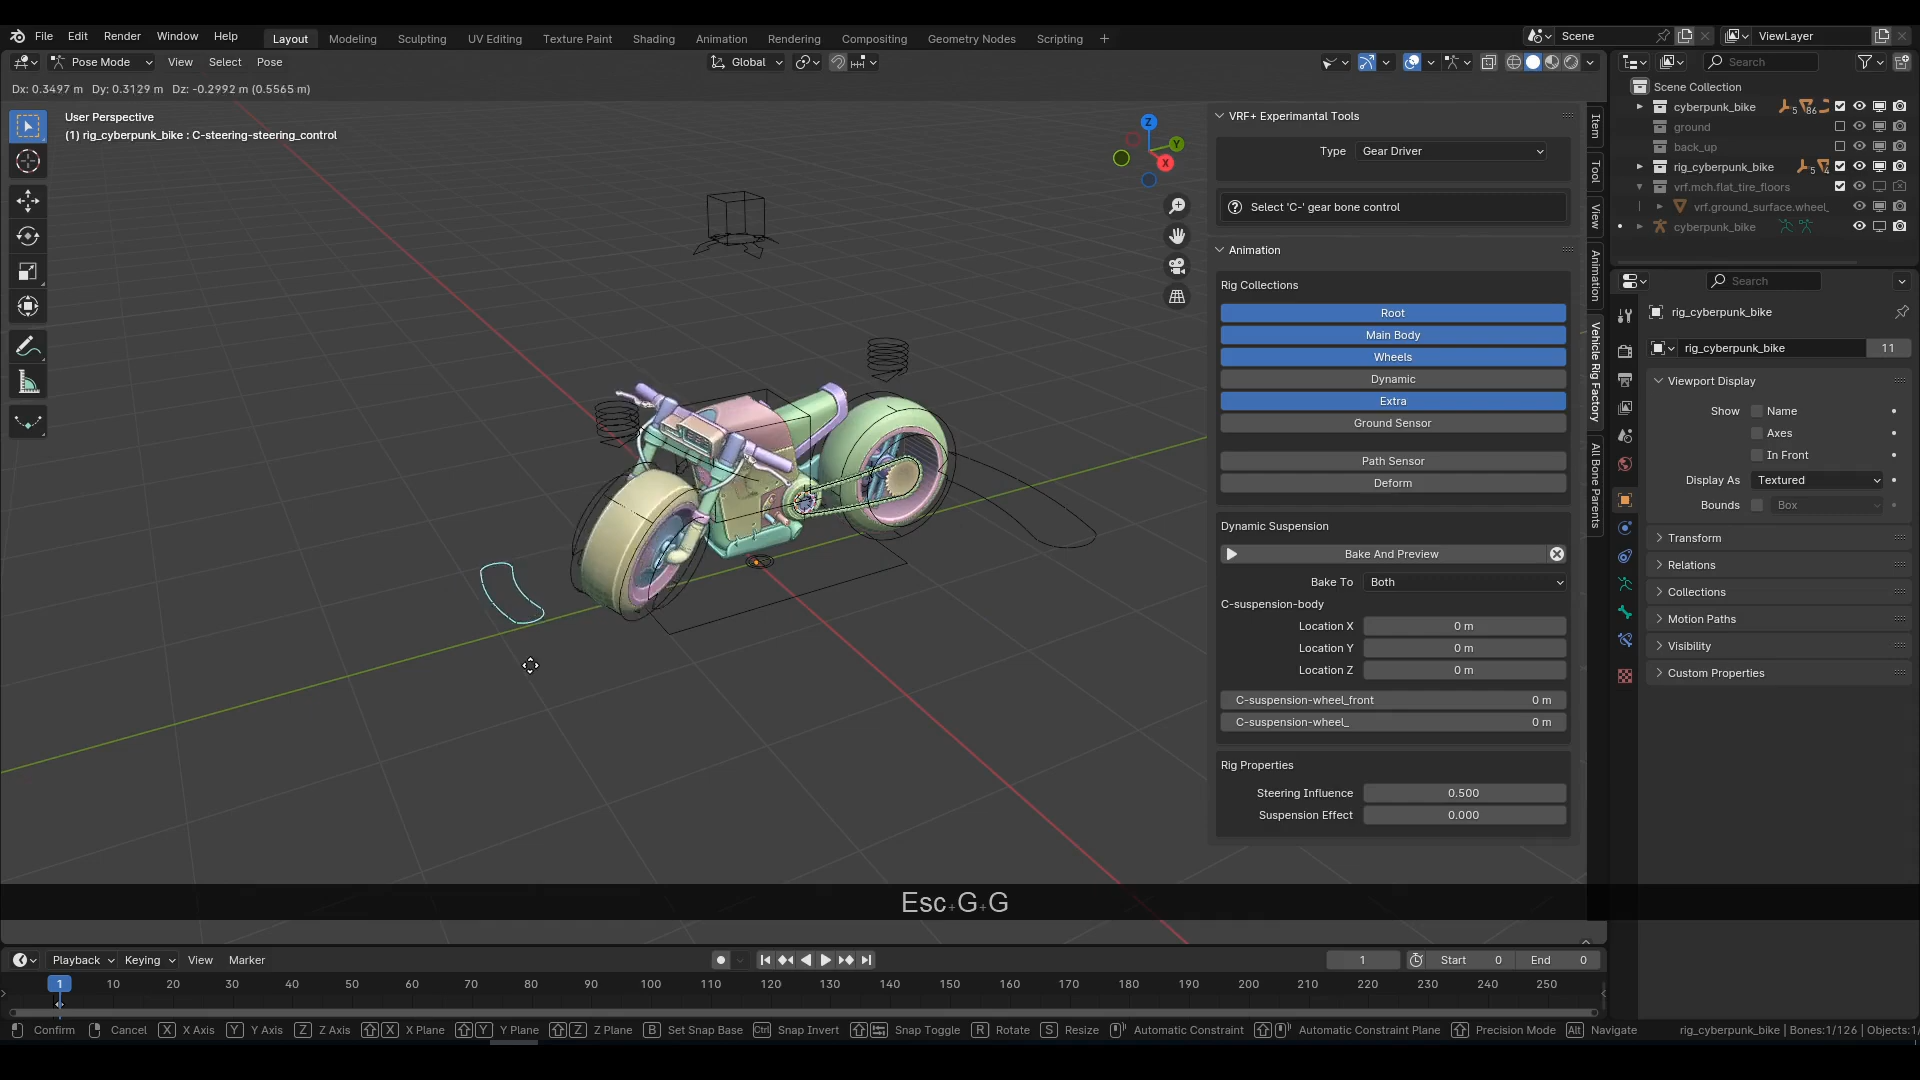 File Edit Render Window Help Layout Modeling Sculpting UV Editing Texture Paint Shading Animation Rendering Compositing Geometry Nodes Scripting + Scene ViewLayer
Pose Mode View Select Pose Global Search
Dx: 0.3497 m Dy: 0.3129 m Dz: -0.2992 m (0.5565 m)
User Perspective
(1) rig_cyberpunk_bike : C-steering-steering_control
Z
Y
X
VRF+ Experimental Tools
Type Gear Driver
Select 'C-' gear bone control
Animation
Rig Collections
Root
Main Body
Wheels
Dynamic
Extra
Ground Sensor
Path Sensor
Deform
Dynamic Suspension
Bake And Preview
Bake To Both
C-suspension-body
Location X 0 m
Location Y 0 m
Location Z 0 m
C-suspension-wheel_front 0 m
C-suspension-wheel_ 0 m
Rig Properties
Steering Influence 0.500
Suspension Effect 0.000
Item
Tool
View
Animation
Vehicle Rig Factory
All Bone Parents
Scene Collection
cyberpunk_bike 5 86
ground
back_up
rig_cyberpunk_bike 5 4
vrf.mch.flat_tire_floors
vrf.ground_surface.wheel_
cyberpunk_bike
Search
rig_cyberpunk_bike
rig_cyberpunk_bike 11
Viewport Display
Show Name
Axes
In Front
Display As Textured
Bounds Box
Transform
Relations
Collections
Motion Paths
Visibility
Custom Properties
Esc+G+G
Playback Keying View Marker 1 Start 0 End 0
1 10 20 30 40 50 60 70 80 90 100 110 120 130 140 150 160 170 180 190 200 210 220 230 240 250
Confirm Cancel X X Axis Y Y Axis Z Z Axis X X Plane Y Y Plane Z Z Plane B Set Snap Base Ctrl Snap Invert Snap Toggle R Rotate S Resize Automatic Constraint Automatic Constraint Plane Precision Mode Alt Navigate rig_cyberpunk_bike | Bones:1/126 | Objects:1/